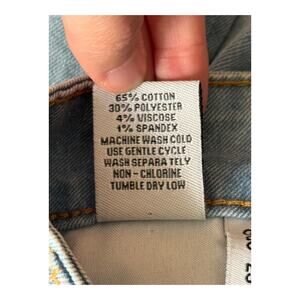 65% COTTON
30% POLYESTER
4% VISCOSE
1% SPANDEX
MACHINE WASH COLD
USE GENTLE CYCLE
WASH SEPARA TELY
NON - CHLORINE
TUMBLE DRY LOW